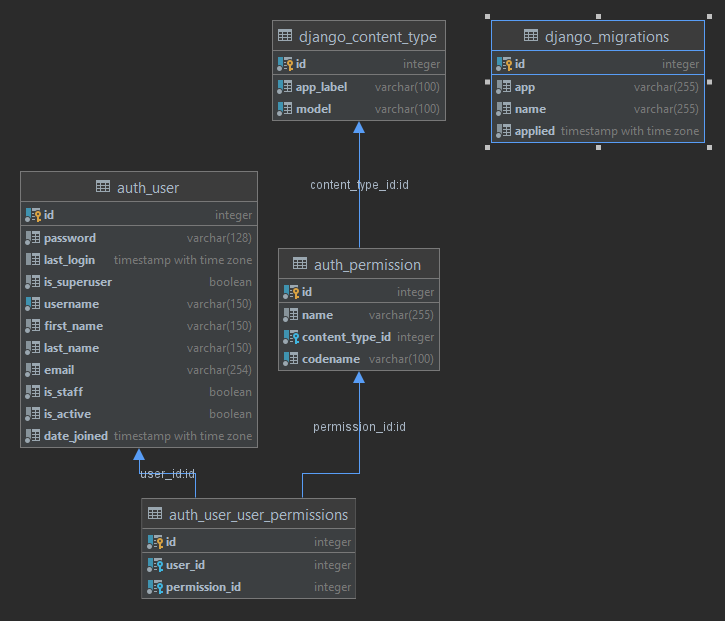 django_content_type
id integer
app_label varchar(100)
model varchar(100)
django_migrations
id integer
app varchar(255)
name varchar(255)
applied timestamp with time zone
content_type_id:id
auth_user
id integer
password varchar(128)
last_login timestamp with time zone
is_superuser boolean
username varchar(150)
first_name varchar(150)
last_name varchar(150)
email varchar(254)
is_staff boolean
is_active boolean
date_joined timestamp with time zone
auth_permission
id integer
name varchar(255)
content_type_id integer
codename varchar(100)
permission_id:id
user_id:id
auth_user_user_permissions
id integer
user_id integer
permission_id integer